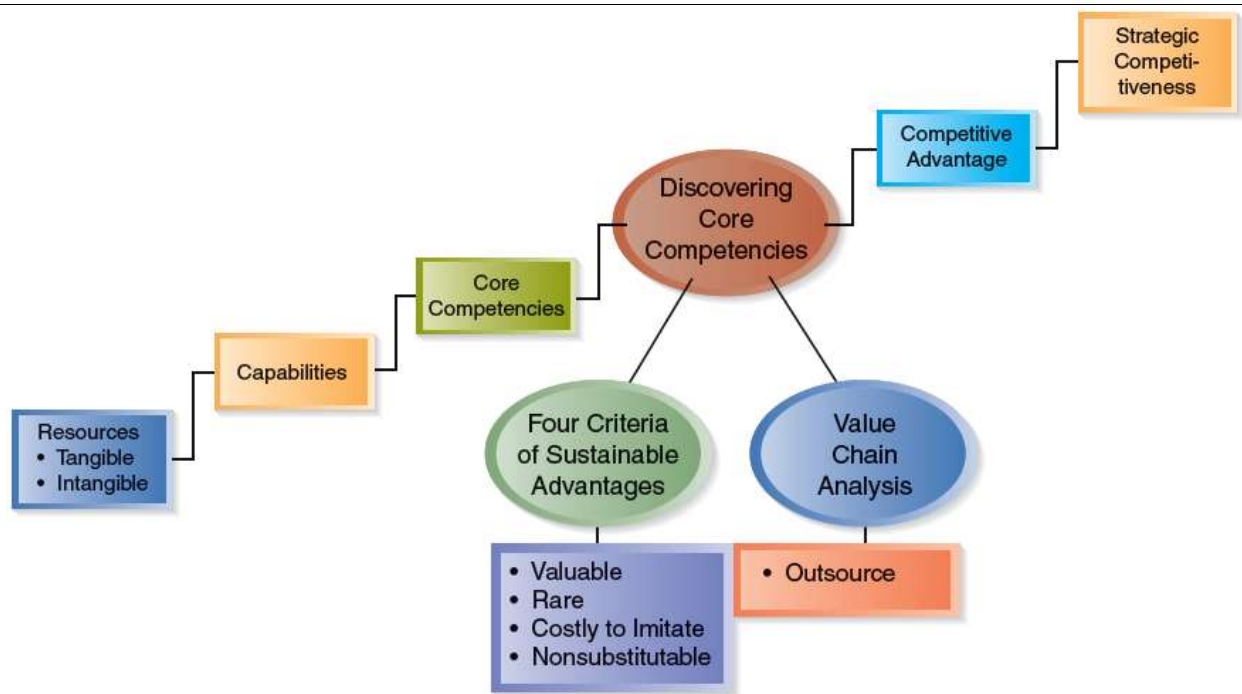 Strategic
Competi-
tiveness
Competitive
Advantage
Discovering
Core
Competencies
Core
Competencies
Capabilities
Resources
• Tangible
• Intangible
Four Criteria
of Sustainable
Advantages
Value
Chain
Analysis
• Valuable
• Rare
• Costly to Imitate
• Nonsubstitutable
• Outsource